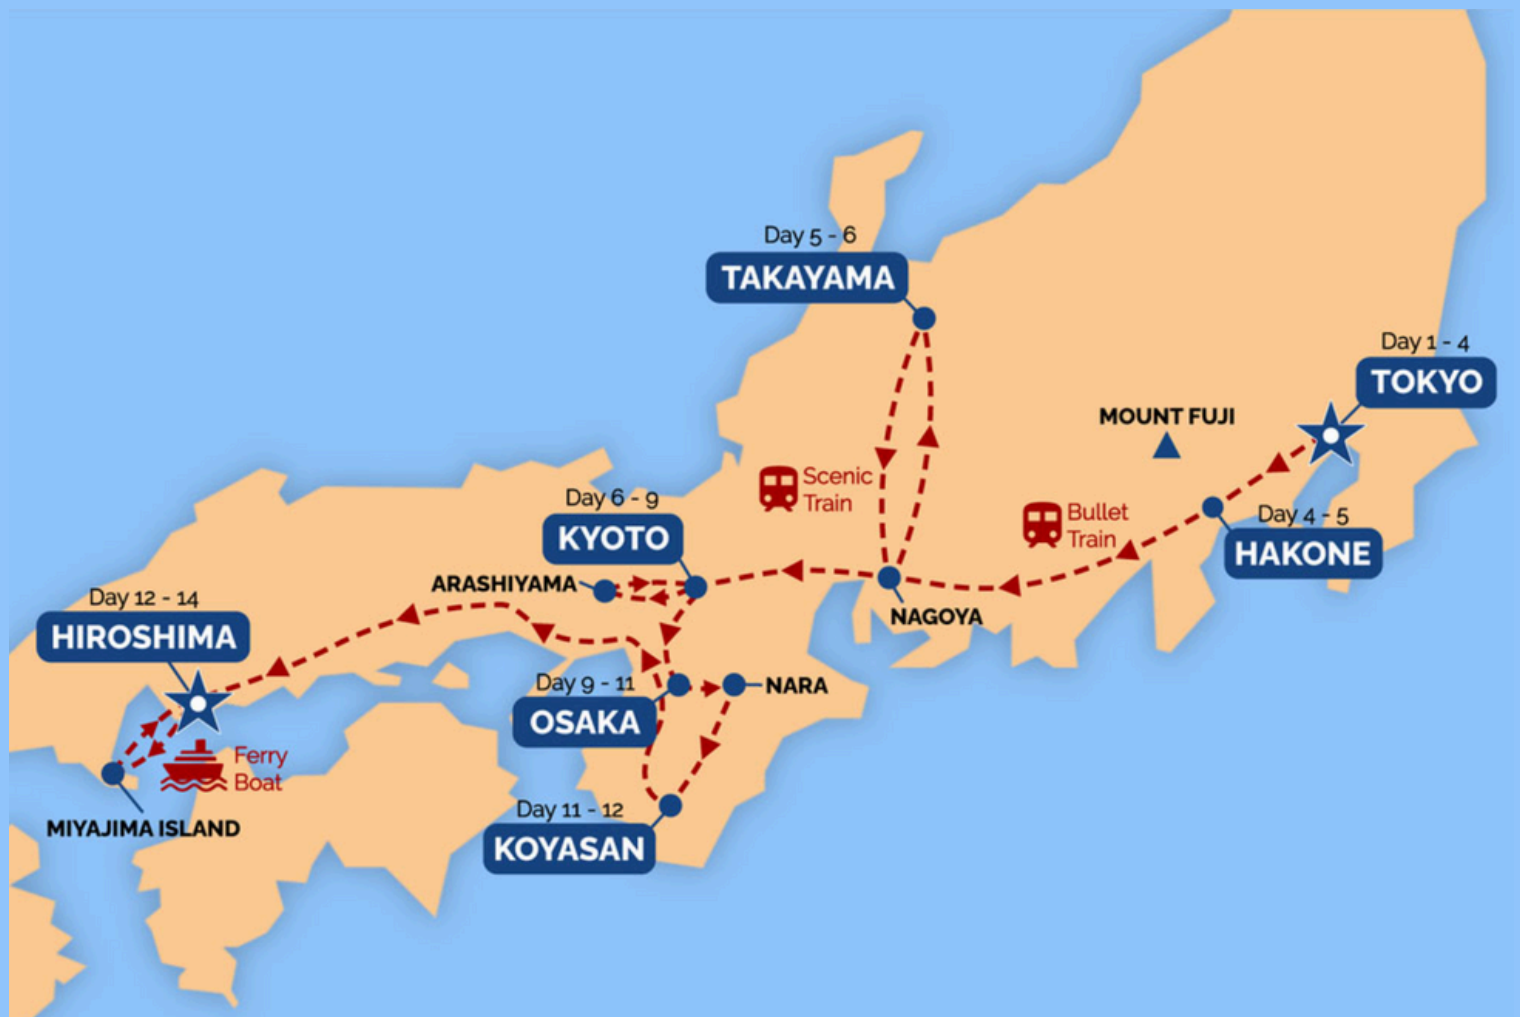 Day 5 - 6
TAKAYAMA
Day 1 - 4
TOKYO
MOUNT FUJI
Scenic
Train
Day 6 - 9
KYOTO
Bullet
Train
Day 4 - 5
HAKONE
ARASHIYAMA
NAGOYA
Day 12 - 14
HIROSHIMA
Day 9 - 11
OSAKA
NARA
Ferry
Boat
MIYAJIMA ISLAND
Day 11 - 12
KOYASAN